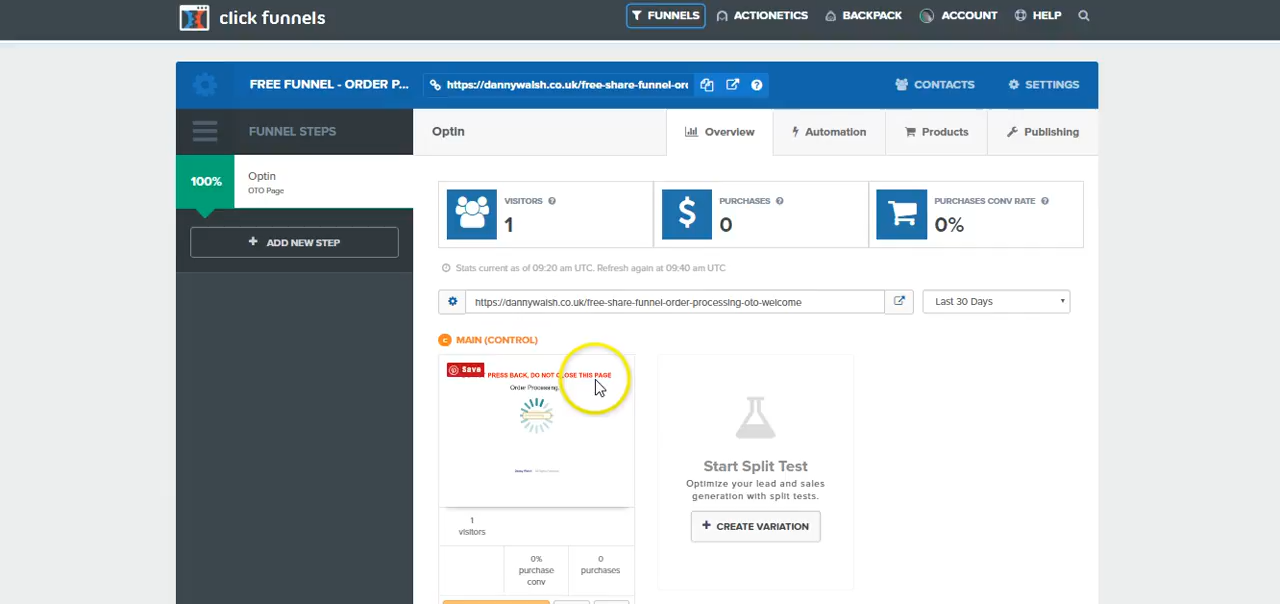 click funnels
FUNNELS ACTIONETICS BACKPACK ACCOUNT HELP
FREE FUNNEL - ORDER P... https://dannywalsh.co.uk/free-share-funnel-or CONTACTS SETTINGS
FUNNEL STEPS
Optin Overview Automation Products Publishing
100% Optin
OTO Page
+ ADD NEW STEP
VISITORS
1
PURCHASES
0
PURCHASES CONV RATE
0%
Stats current as of 09:20 am UTC. Refresh again at 09:40 am UTC
https://dannywalsh.co.uk/free-share-funnel-order-processing-oto-welcome Last 30 Days
C MAIN (CONTROL)
Save PRESS BACK, DO NOT CLOSE THIS PAGE
Order Processing.
1
visitors
0%
purchase
conv
0
purchases
Start Split Test
Optimize your lead and sales
generation with split tests.
+ CREATE VARIATION